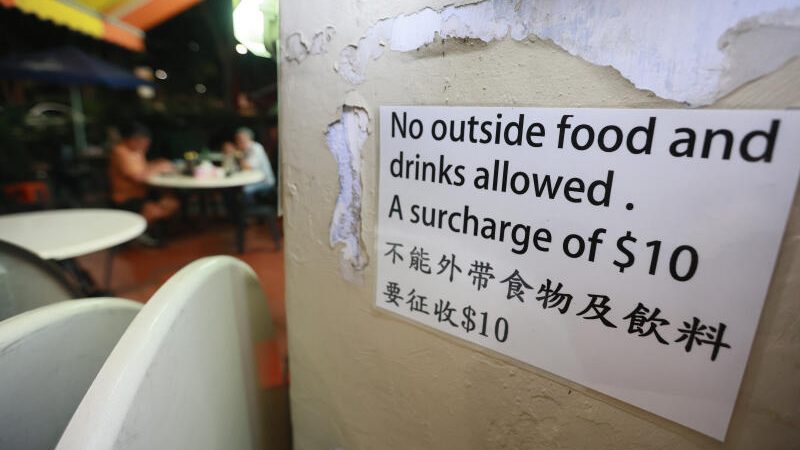 No outside food and
drinks allowed .
A surcharge of $10
不能外带食物及飲料
要征收$10